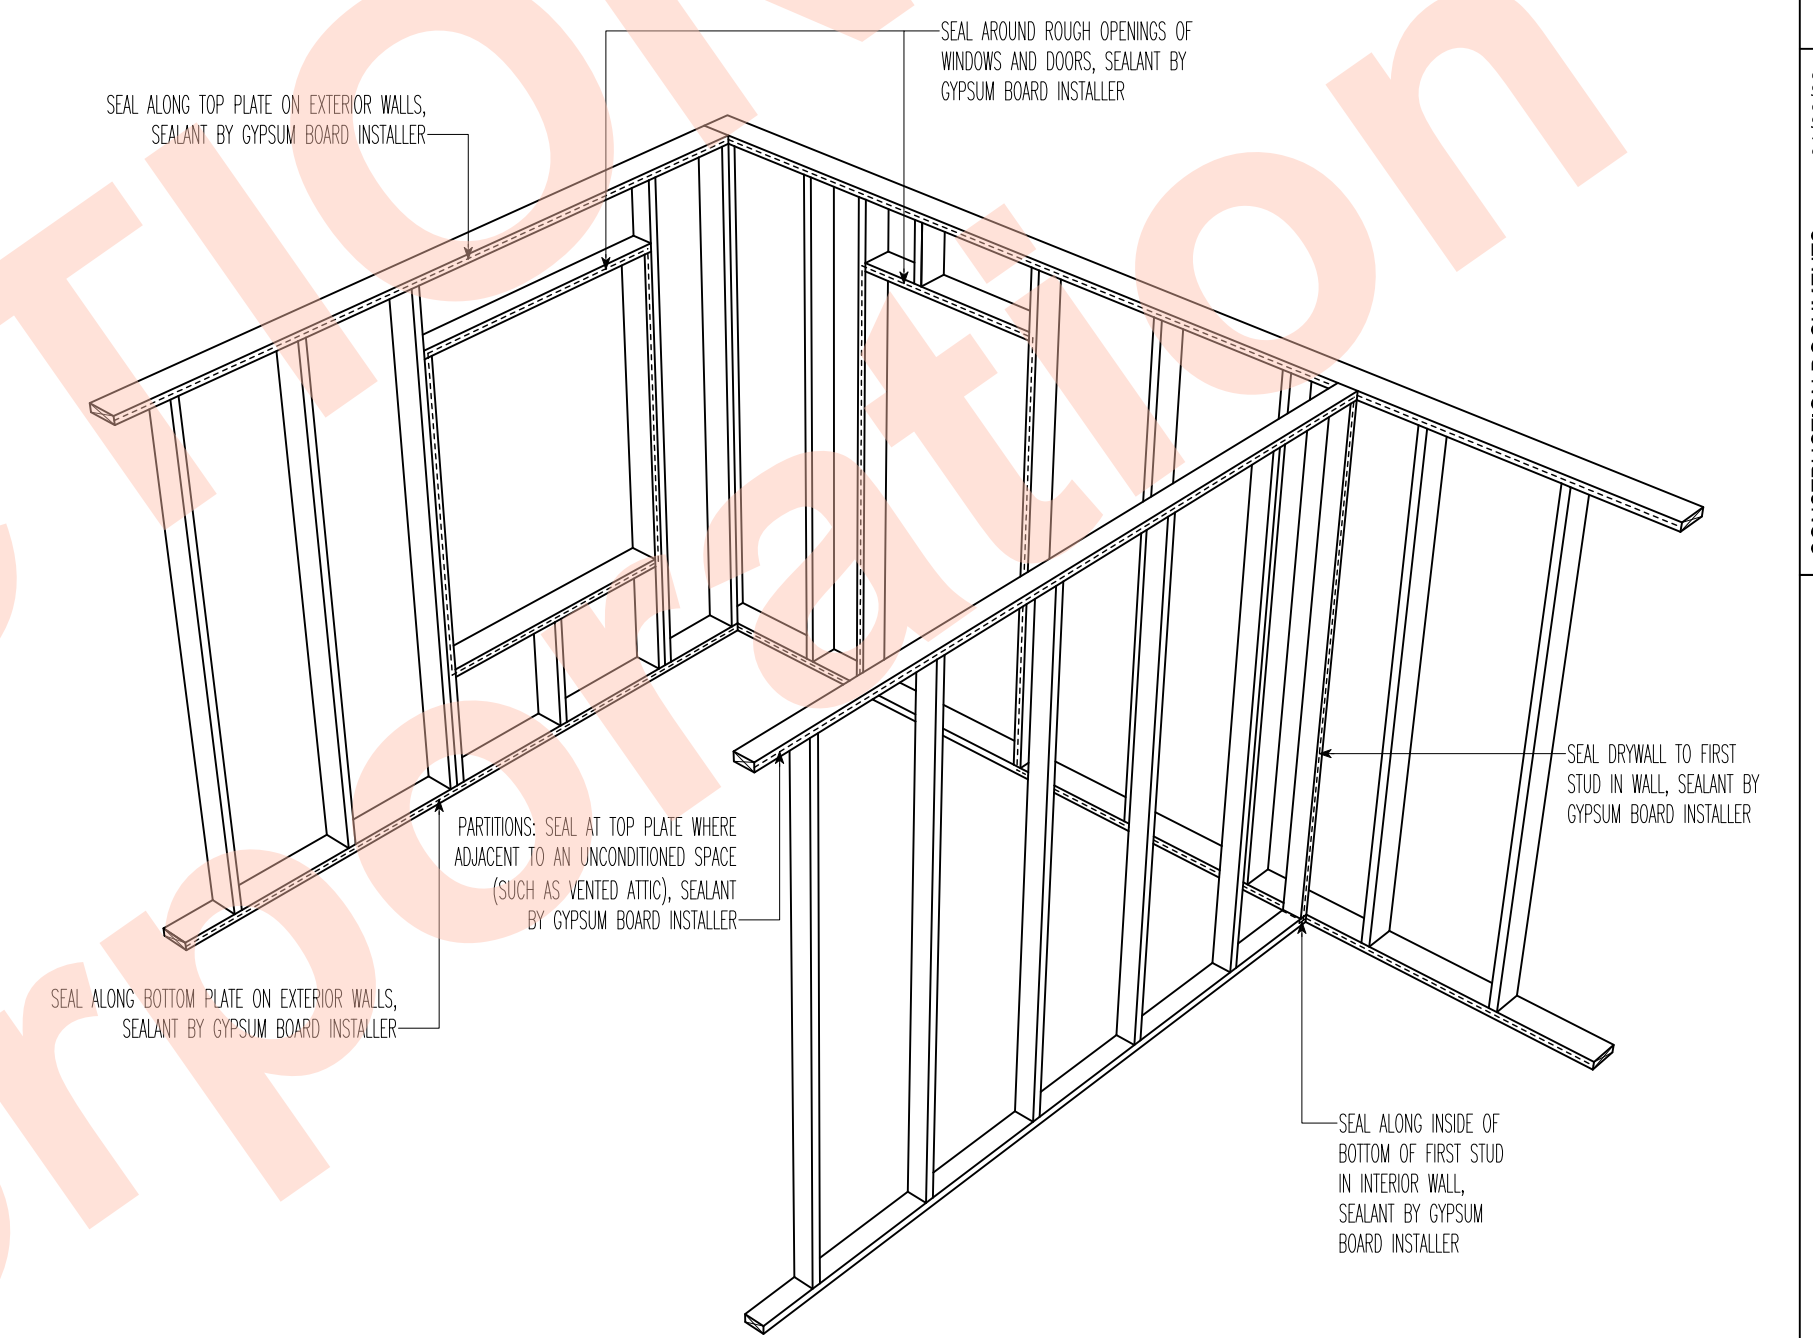 SEAL AROUND ROUGH OPENINGS OF
WINDOWS AND DOORS, SEALANT BY
GYPSUM BOARD INSTALLER
SEAL ALONG TOP PLATE ON EXTERIOR WALLS,
SEALANT BY GYPSUM BOARD INSTALLER
SEAL DRYWALL TO FIRST
STUD IN WALL, SEALANT BY
GYPSUM BOARD INSTALLER
PARTITIONS: SEAL AT TOP PLATE WHERE
ADJACENT TO AN UNCONDITIONED SPACE
(SUCH AS VENTED ATTIC), SEALANT
BY GYPSUM BOARD INSTALLER
SEAL ALONG BOTTOM PLATE ON EXTERIOR WALLS,
SEALANT BY GYPSUM BOARD INSTALLER
SEAL ALONG INSIDE OF
BOTTOM OF FIRST STUD
IN INTERIOR WALL,
SEALANT BY GYPSUM
BOARD INSTALLER